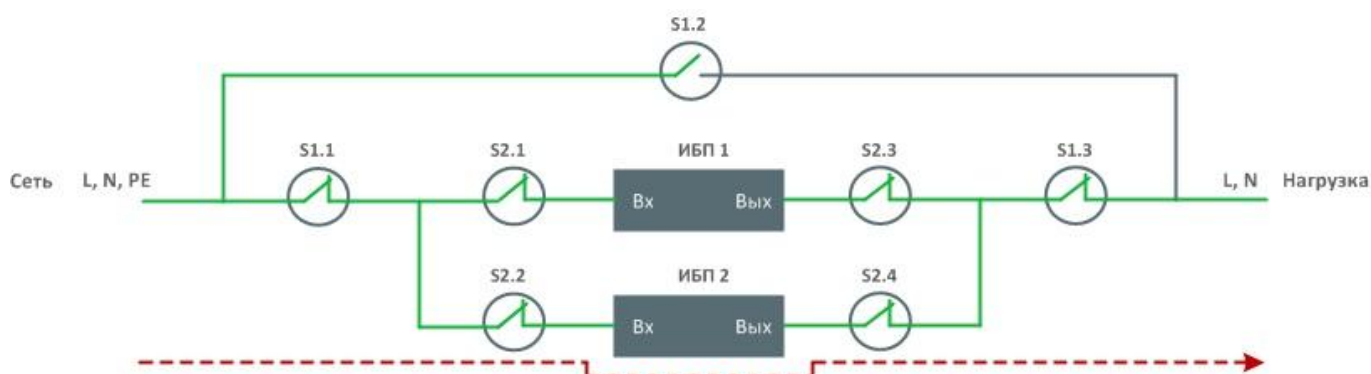 S1.2
S1.1
S2.1
ИБП 1
S2.3
S1.3
Сеть
L, N, PE
Вх
Вых
L, N
Нагрузка
S2.2
ИБП 2
S2.4
Вх
Вых